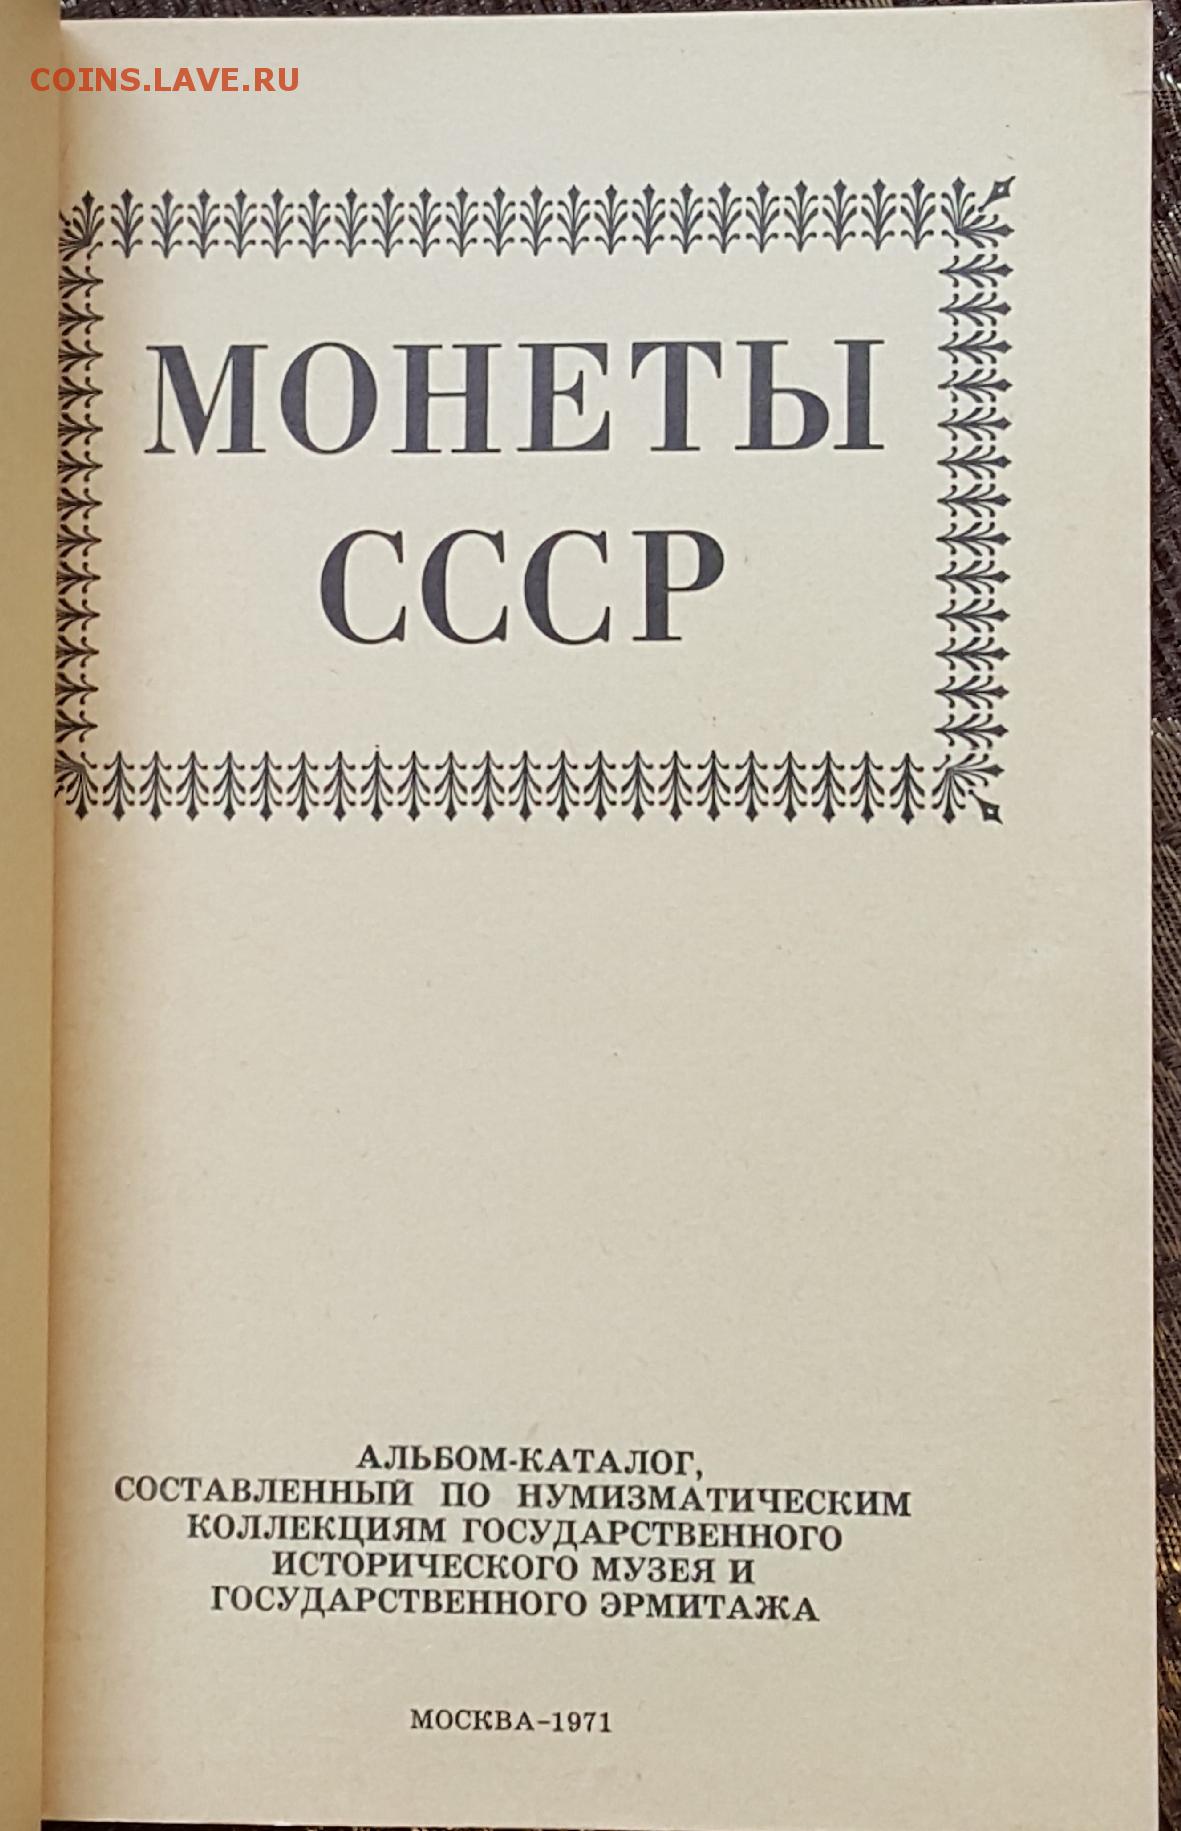 COINS.LAVE.RU
МОНЕТЫ
СССР
АЛЬБОМ-КАТАЛОГ,
СОСТАВЛЕННЫЙ ПО НУМИЗМАТИЧЕСКИМ
КОЛЛЕКЦИЯМ ГОСУДАРСТВЕННОГО
ИСТОРИЧЕСКОГО МУЗЕЯ И
ГОСУДАРСТВЕННОГО ЭРМИТАЖА
МОСКВА–1971